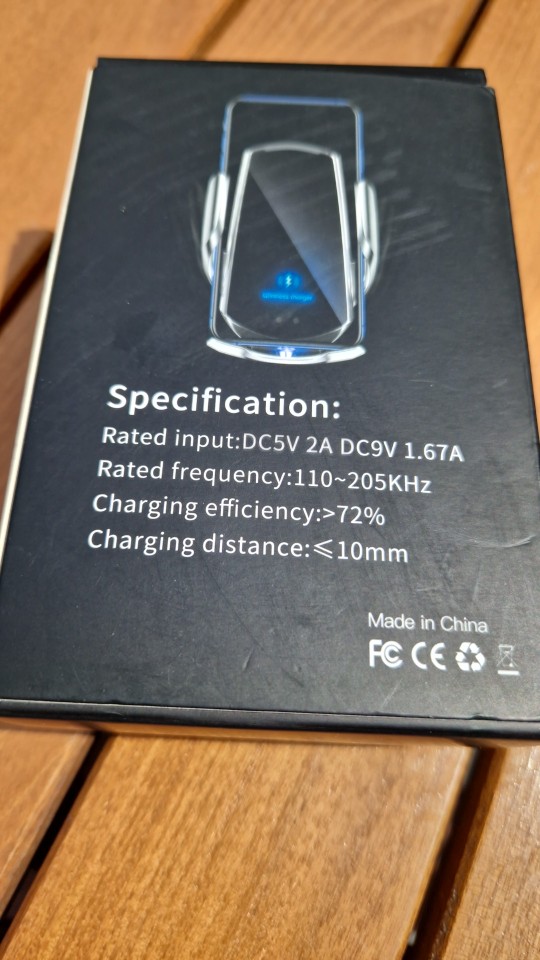 Specification:
Rated input:DC5V 2A DC9V 1.67A
Rated frequency:110~205KHz
Charging efficiency:>72%
Charging distance:≤10mm
Made in China
FC CE